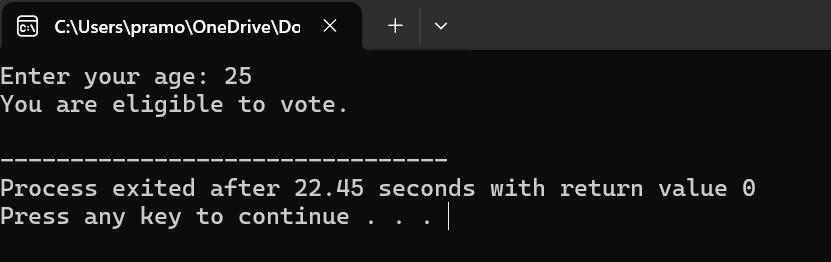 C:\Users\pramo\OneDrive\Do
Enter your age: 25
You are eligible to vote.
--------------------------------
Process exited after 22.45 seconds with return value 0
Press any key to continue . . .